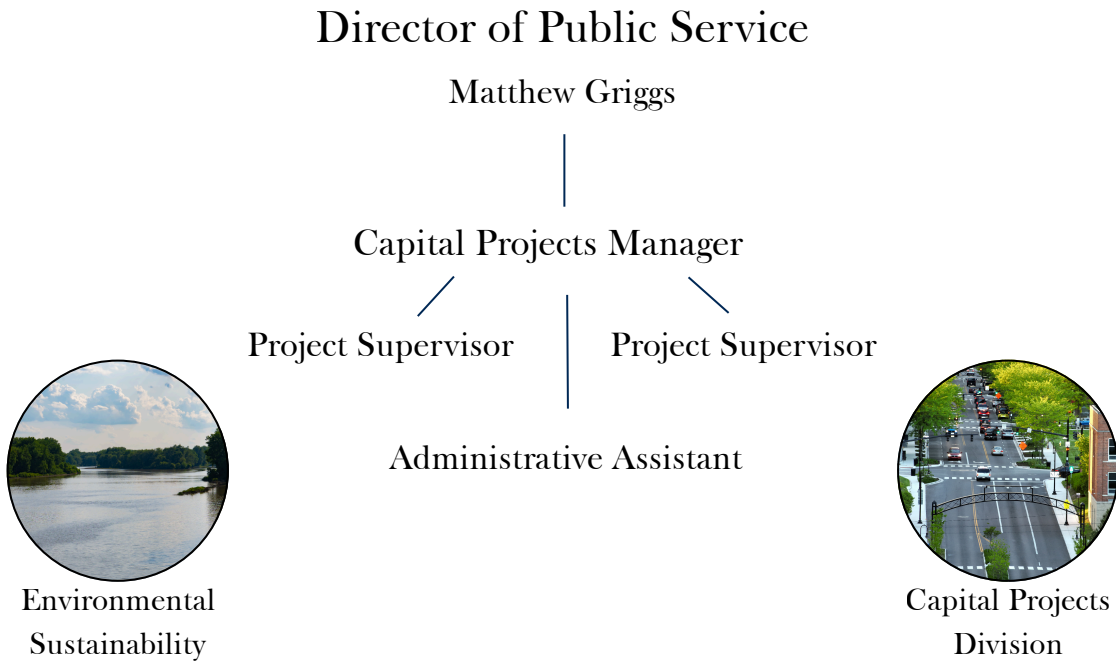 Director of Public Service
Matthew Griggs
Capital Projects Manager
Project Supervisor
Project Supervisor
Administrative Assistant
Environmental
Sustainability
Capital Projects
Division